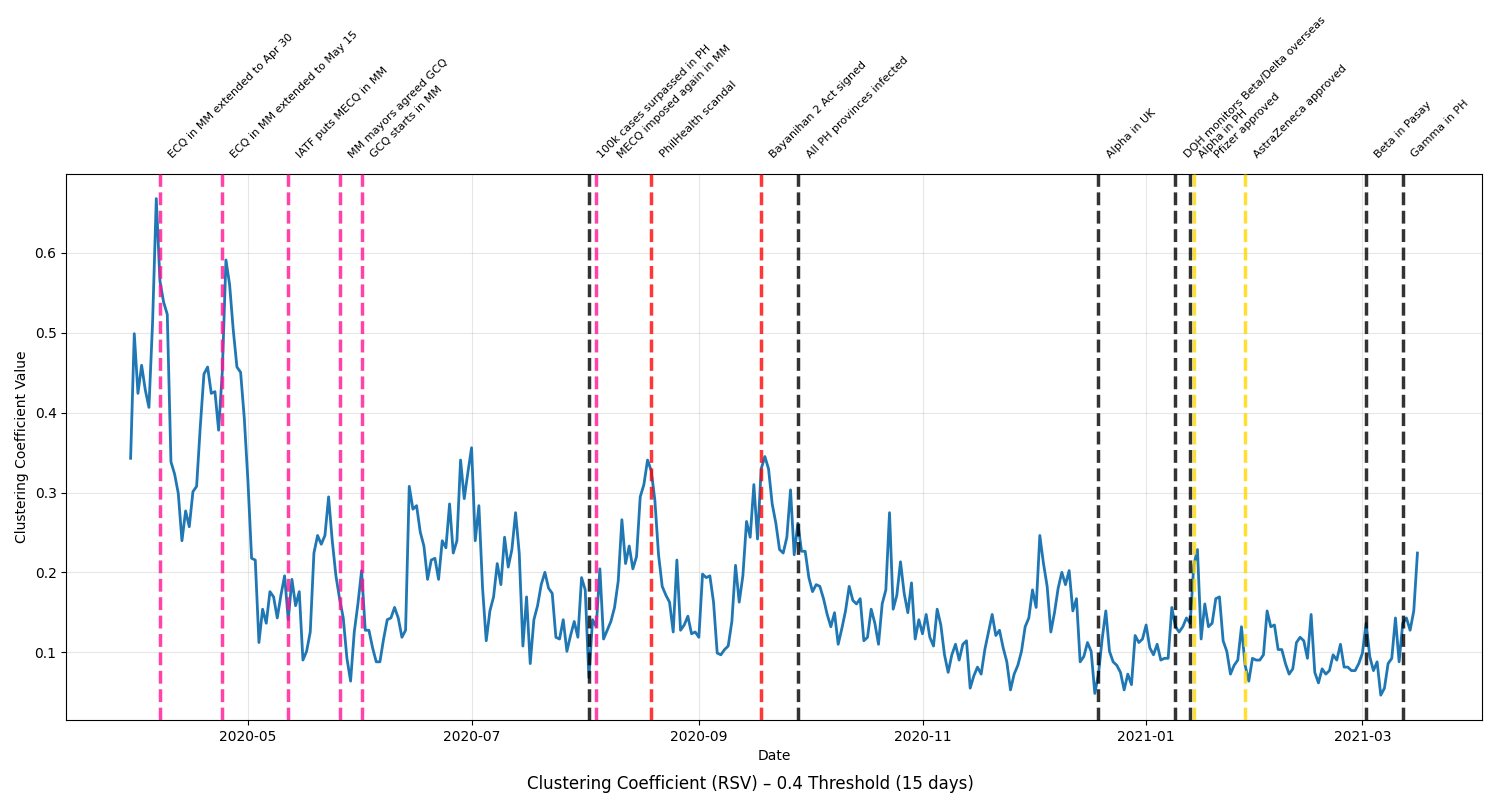 ECQ in MM extended to Apr 30
ECQ in MM extended to May 15
IATF puts MECQ in MM
MM mayors agreed GCQ
GCQ starts in MM
100k cases surpassed in PH
MECQ imposed again in MM
PhilHealth scandal
Bayanihan 2 Act signed
All PH provinces infected
Alpha in UK
DOH monitors Beta/Delta overseas
Alpha in PH
Pfizer approved
AstraZeneca approved
Beta in Pasay
Gamma in PH
Clustering Coefficient Value
0.6
0.5
0.4
0.3
0.2
0.1
2020-05
2020-07
2020-09
2020-11
2021-01
2021-03
Date
Clustering Coefficient (RSV) – 0.4 Threshold (15 days)